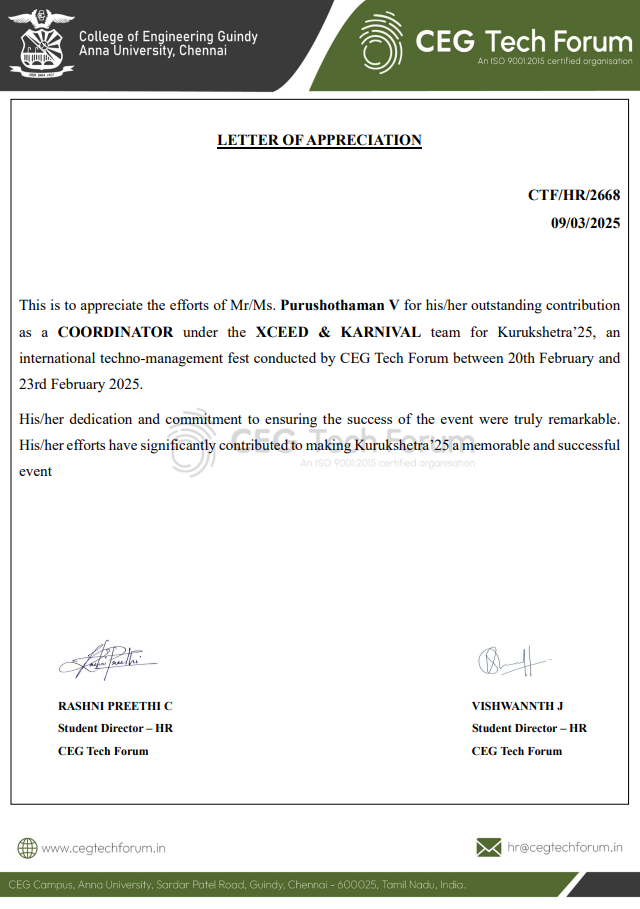 College of Engineering Guindy
Anna University, Chennai
CEG Tech Forum
An ISO 9001:2015 certified organisation
LETTER OF APPRECIATION
CTF/HR/2668
09/03/2025
This is to appreciate the efforts of Mr/Ms. Purushothaman V for his/her outstanding contribution
as a COORDINATOR under the XCEED & KARNIVAL team for Kurukshetra’25, an
international techno-management fest conducted by CEG Tech Forum between 20th February and
23rd February 2025.
His/her dedication and commitment to ensuring the success of the event were truly remarkable.
His/her efforts have significantly contributed to making Kurukshetra’25 a memorable and successful
event
CEG Tech Forum
An ISO 9001:2015 certified organisation
RASHNI PREETHI C
Student Director – HR
CEG Tech Forum
VISHWANNTH J
Student Director – HR
CEG Tech Forum
www.cegtechforum.in
hr@cegtechforum.in
CEG Campus, Anna University, Sardar Patel Road, Guindy, Chennai - 600025, Tamil Nadu, India.